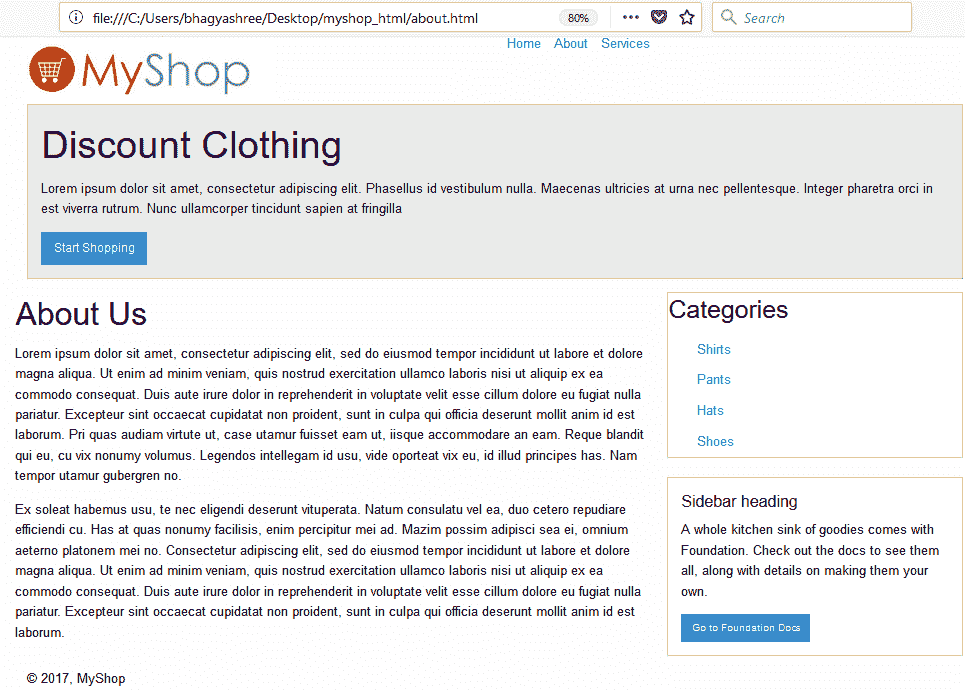 file:///C:/Users/bhagyashree/Desktop/myshop_html/about.html
80%
Search
Home About Services
MyShop
Discount Clothing
Lorem ipsum dolor sit amet, consectetur adipiscing elit. Phasellus id vestibulum nulla. Maecenas ultricies at urna nec pellentesque. Integer pharetra orci in
est viverra rutrum. Nunc ullamcorper tincidunt sapien at fringilla
Start Shopping
About Us
Lorem ipsum dolor sit amet, consectetur adipiscing elit, sed do eiusmod tempor incididunt ut labore et dolore
magna aliqua. Ut enim ad minim veniam, quis nostrud exercitation ullamco laboris nisi ut aliquip ex ea
commodo consequat. Duis aute irure dolor in reprehenderit in voluptate velit esse cillum dolore eu fugiat nulla
pariatur. Excepteur sint occaecat cupidatat non proident, sunt in culpa qui officia deserunt mollit anim id est
laborum. Pri quas audiam virtute ut, case utamur fuisset eam ut, iisque accommodare an eam. Reque blandit
qui eu, cu vix nonumy volumus. Legendos intellegam id usu, vide oporteat vix eu, id illud principes has. Nam
tempor utamur gubergren no.
Ex soleat habemus usu, te nec eligendi deserunt vituperata. Natum consulatu vel ea, duo cetero repudiare
efficiendi cu. Has at quas nonumy facilisis, enim percipitur mei ad. Mazim possim adipisci sea ei, omnium
aeterno platonem mei no. Consectetur adipiscing elit, sed do eiusmod tempor incididunt ut labore et dolore
magna aliqua. Ut enim ad minim veniam, quis nostrud exercitation ullamco laboris nisi ut aliquip ex ea
commodo consequat. Duis aute irure dolor in reprehenderit in voluptate velit esse cillum dolore eu fugiat nulla
pariatur. Excepteur sint occaecat cupidatat non proident, sunt in culpa qui officia deserunt mollit anim id est
laborum.
Categories
Shirts
Pants
Hats
Shoes
Sidebar heading
A whole kitchen sink of goodies comes with
Foundation. Check out the docs to see them
all, along with details on making them your
own.
Go to Foundation Docs
© 2017, MyShop